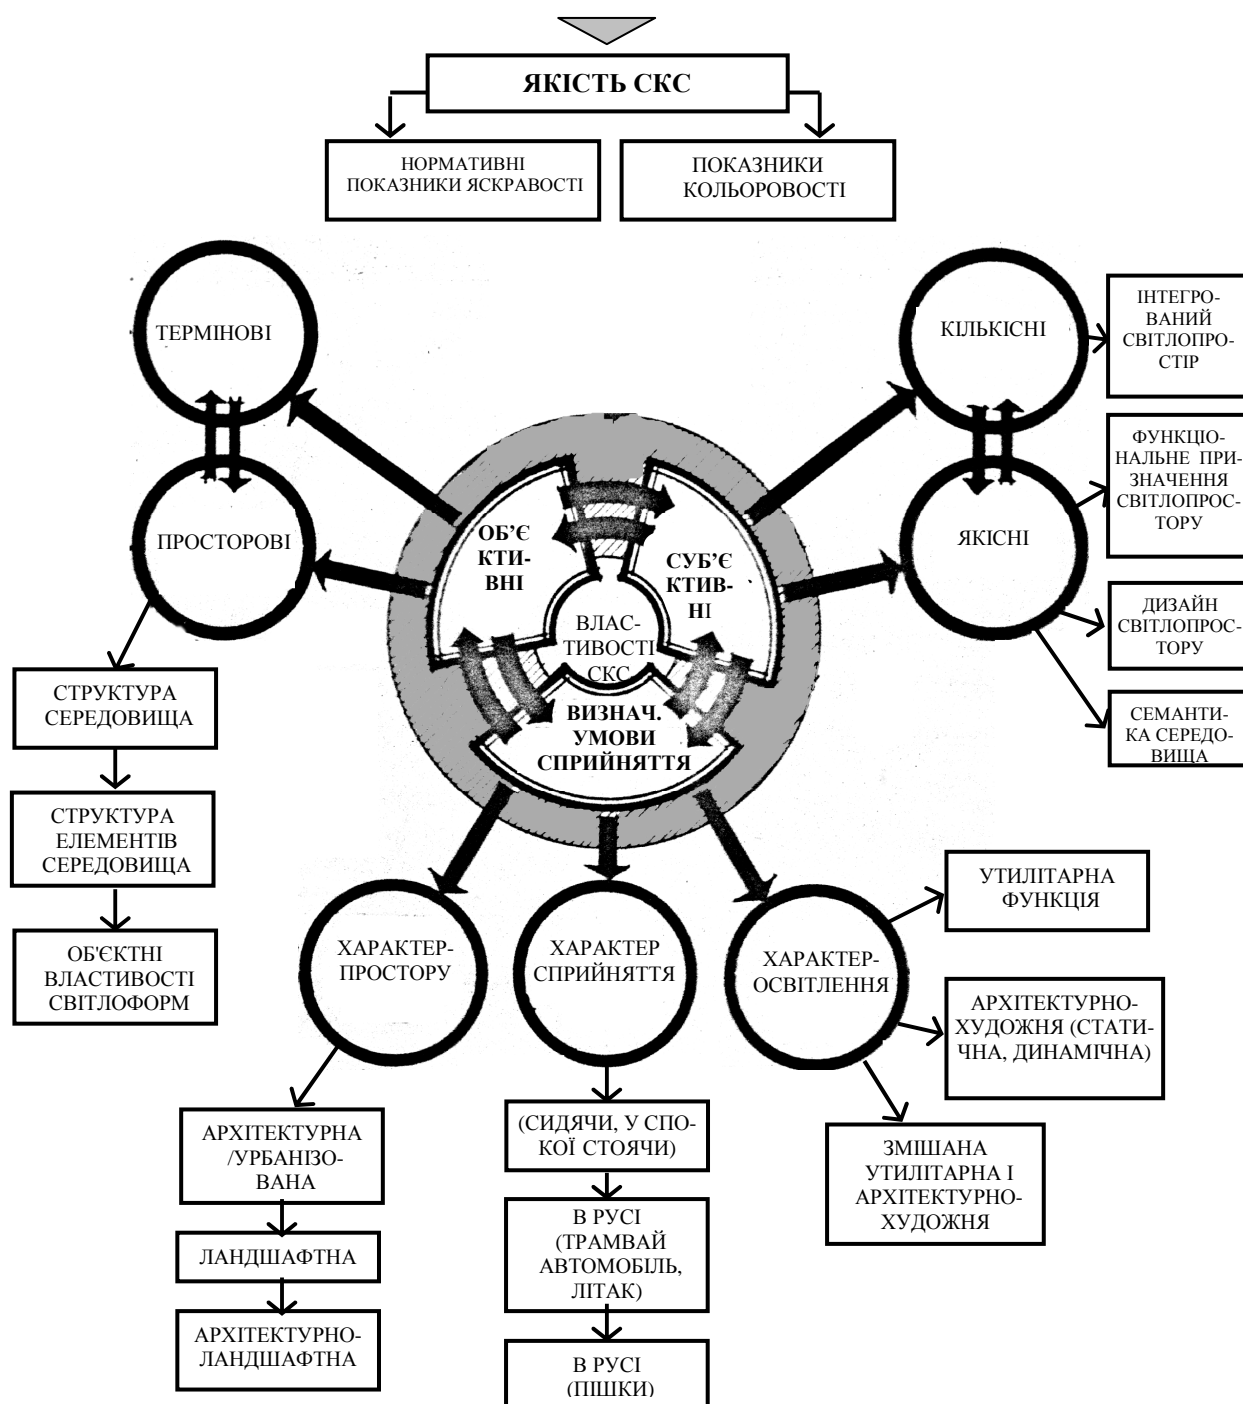 ЯКІСТЬ СКС
НОРМАТИВНІ
ПОКАЗНИКИ ЯСКРАВОСТІ
ПОКАЗНИКИ
КОЛЬОРОВОСТІ
ТЕРМІНОВІ
ПРОСТОРОВІ
СТРУКТУРА
СЕРЕДОВИЩА
СТРУКТУРА
ЕЛЕМЕНТІВ
СЕРЕДОВИЩА
ОБ'ЄКТНІ
ВЛАСТИВОСТІ
СВІТЛОФОРМ
ОБ’Є
КТИ-
ВНІ
СУБ’Є
КТИВ-
НІ
ВЛАС-
ТИВОСТІ
СКС
ВИЗНАЧ.
УМОВИ
СПРИЙНЯТТЯ
КІЛЬКІСНІ
ЯКІСНІ
ІНТЕГРО-
ВАНИЙ
СВІТЛОПРО-
СТІР
ФУНКЦІО-
НАЛЬНЕ ПРИ-
ЗНАЧЕННЯ
СВІТЛОПРОС-
ТОРУ
ДИЗАЙН
СВІТЛОПРОС-
ТОРУ
СЕМАНТИ-
КА СЕРЕДО-
ВИЩА
ХАРАКТЕР-
ПРОСТОРУ
ХАРАКТЕР
СПРИЙНЯТТЯ
ХАРАКТЕР-
ОСВІТЛЕННЯ
УТИЛІТАРНА
ФУНКЦІЯ
АРХІТЕКТУРНО-
ХУДОЖНЯ (СТАТИ-
ЧНА, ДИНАМІЧНА)
ЗМІШАНА
УТИЛІТАРНА І
АРХІТЕКТУРНО-
ХУДОЖНЯ
АРХІТЕКТУРНА
/УРБАНІЗО-
ВАНА
ЛАНДШАФТНА
АРХІТЕКТУРНО-
ЛАНДШАФТНА
(СИДЯЧИ, У СПО-
КОЇ СТОЯЧИ)
В РУСІ
(ТРАМВАЙ
АВТОМОБІЛЬ,
ЛІТАК)
В РУСІ
(ПІШКИ)